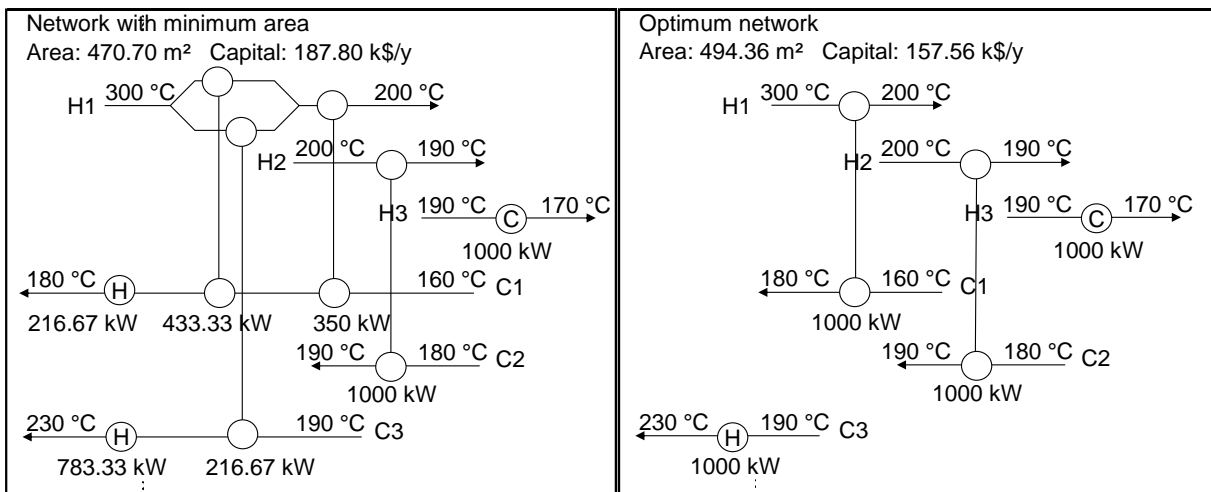 Network with minimum area
Area: 470.70 m² Capital: 187.80 k$/y
300 °C 200 °C
H1
200 °C 190 °C
H2
190 °C 170 °C
H3 C
1000 kW
180 °C H 160 °C C1
216.67 kW 433.33 kW 350 kW
190 °C 180 °C C2
1000 kW
230 °C H 190 °C C3
783.33 kW 216.67 kW
Optimum network
Area: 494.36 m² Capital: 157.56 k$/y
300 °C 200 °C
H1
200 °C 190 °C
H2
190 °C 170 °C
H3 C
1000 kW
180 °C 160 °C C1
1000 kW
190 °C 180 °C C2
1000 kW
230 °C H 190 °C C3
1000 kW